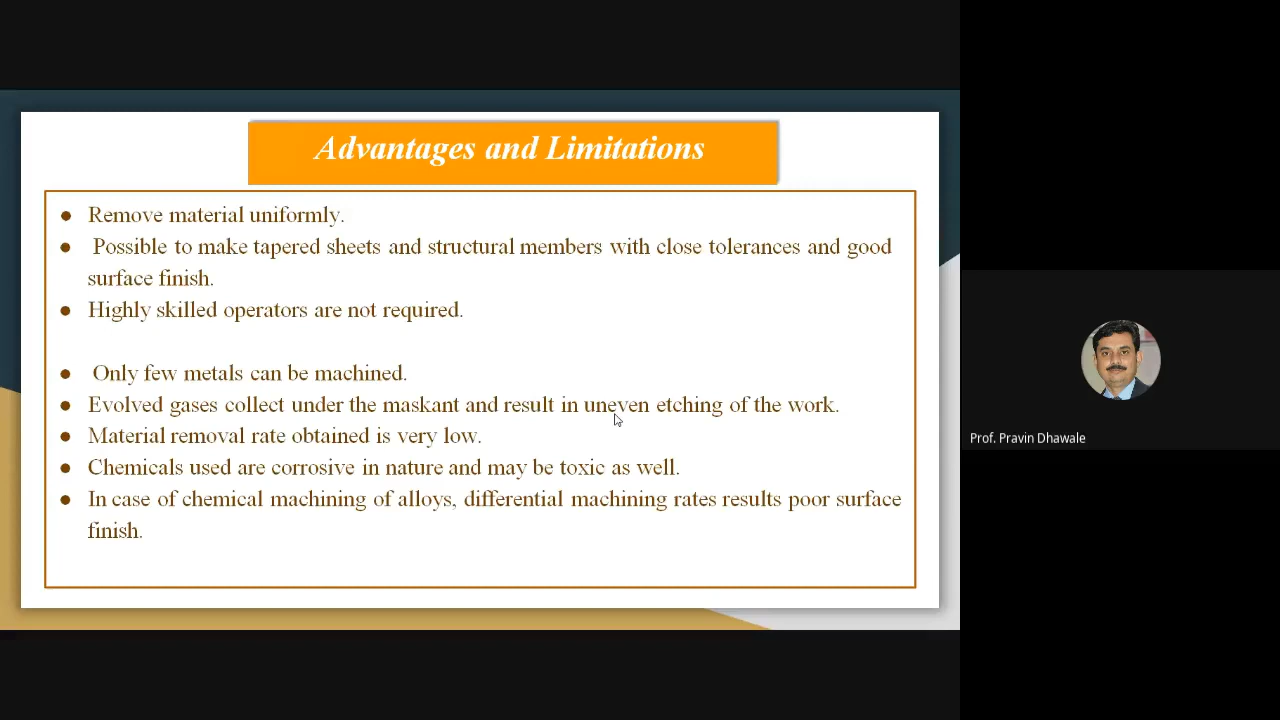 Advantages and Limitations
● Remove material uniformly.
● Possible to make tapered sheets and structural members with close tolerances and good
surface finish.
● Highly skilled operators are not required.
● Only few metals can be machined.
● Evolved gases collect under the maskant and result in uneven etching of the work.
● Material removal rate obtained is very low.
● Chemicals used are corrosive in nature and may be toxic as well.
● In case of chemical machining of alloys, differential machining rates results poor surface
finish.
Prof. Pravin Dhawale